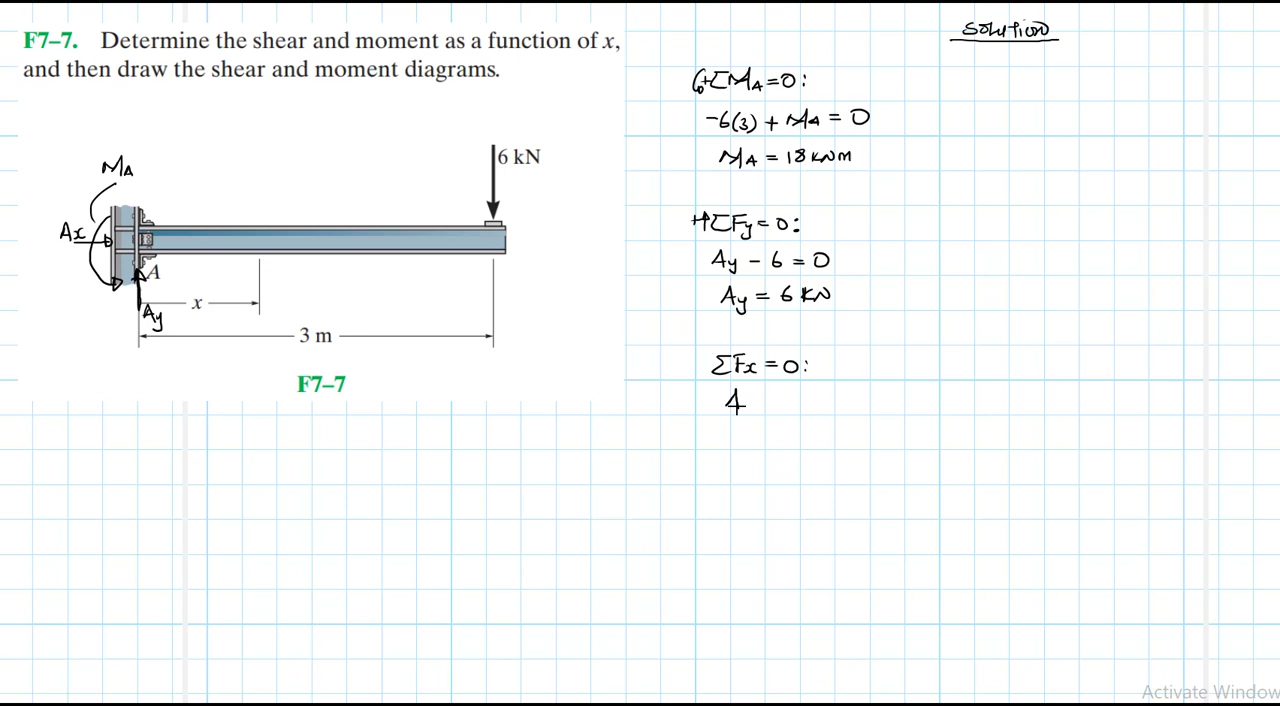 F7–7. Determine the shear and moment as a function of x,
and then draw the shear and moment diagrams.
Solution
↺+ΣMA=0:
-6(3) + MA = 0
MA = 18 kNm
+↑ΣFy=0:
Ay - 6 = 0
Ay = 6 kN
ΣFx = 0:
A
MA
6 kN
Ax
A
x
Ay
3 m
F7–7
Activate Window